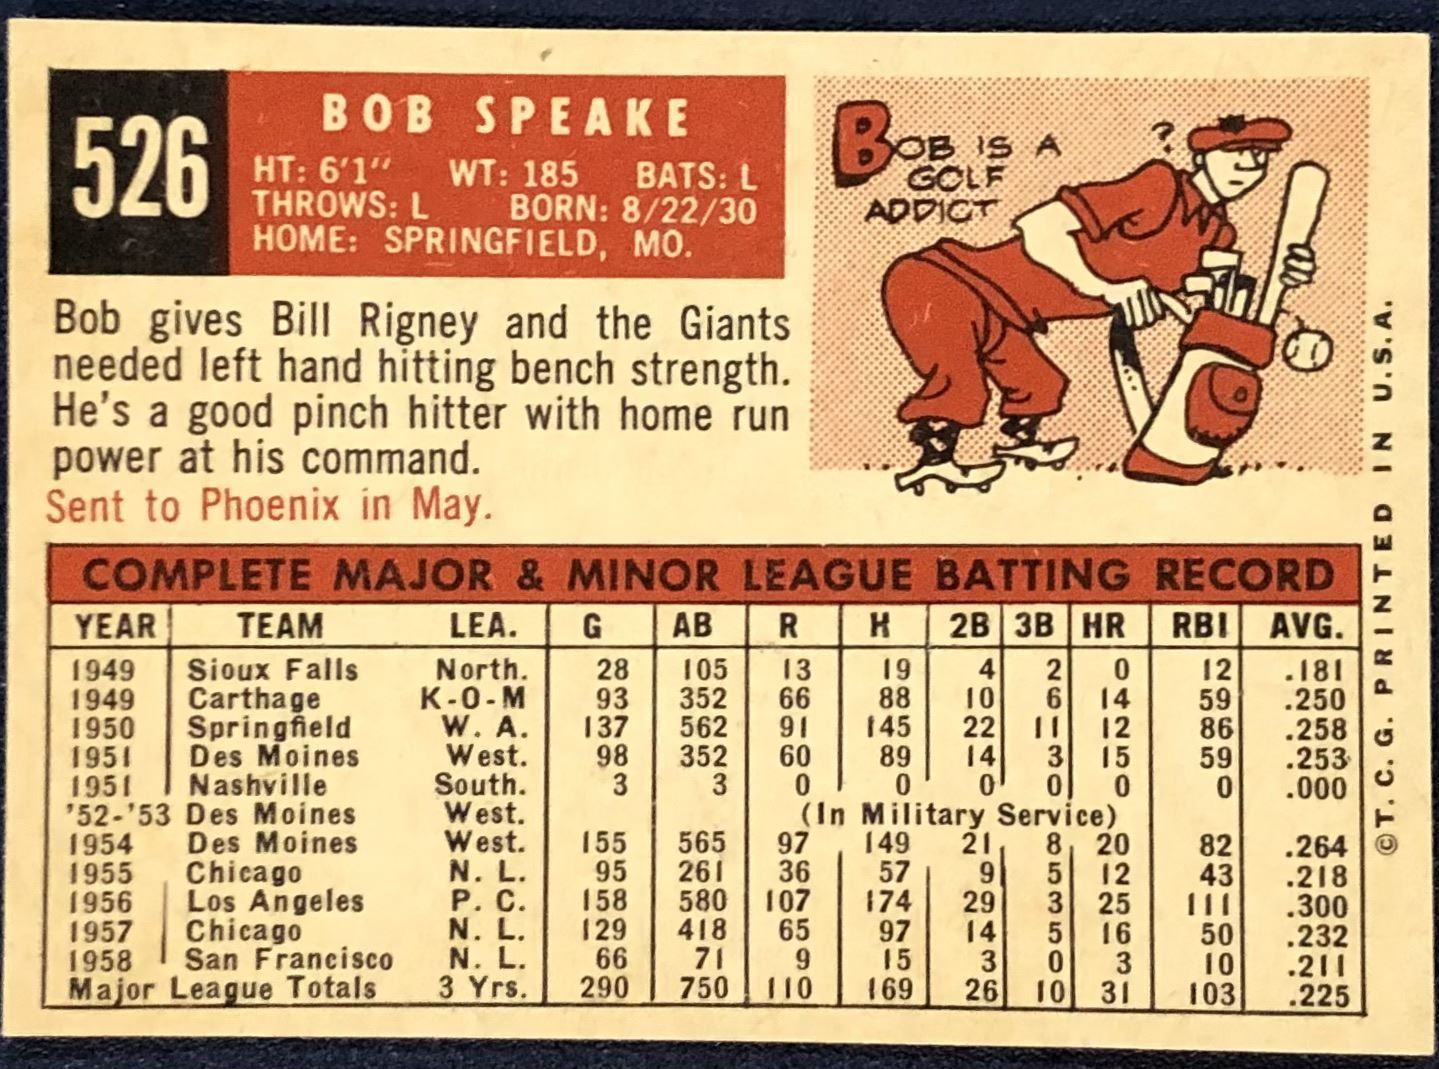 526
BOB SPEAKE
HT: 6'1" WT: 185 BATS: L
THROWS: L BORN: 8/22/30
HOME: SPRINGFIELD, MO.
BOB IS A
GOLF
ADDICT
?
Bob gives Bill Rigney and the Giants
needed left hand hitting bench strength.
He's a good pinch hitter with home run
power at his command.
Sent to Phoenix in May.
COMPLETE MAJOR & MINOR LEAGUE BATTING RECORD
YEAR TEAM LEA. G AB R H 2B 3B HR RBI AVG.
1949 Sioux Falls North. 28 105 13 19 4 2 0 12 .181
1949 Carthage K-O-M 93 352 66 88 10 6 14 59 .250
1950 Springfield W. A. 137 562 91 145 22 11 12 86 .258
1951 Des Moines West. 98 352 60 89 14 3 15 59 .253
1951 Nashville South. 3 3 0 0 0 0 0 0 .000
'52-'53 Des Moines West. (In Military Service)
1954 Des Moines West. 155 565 97 149 21 8 20 82 .264
1955 Chicago N. L. 95 261 36 57 9 5 12 43 .218
1956 Los Angeles P. C. 158 580 107 174 29 3 25 111 .300
1957 Chicago N. L. 129 418 65 97 14 5 16 50 .232
1958 San Francisco N. L. 66 71 9 15 3 0 3 10 .211
Major League Totals 3 Yrs. 290 750 110 169 26 10 31 103 .225
©T.C.G. PRINTED IN U.S.A.